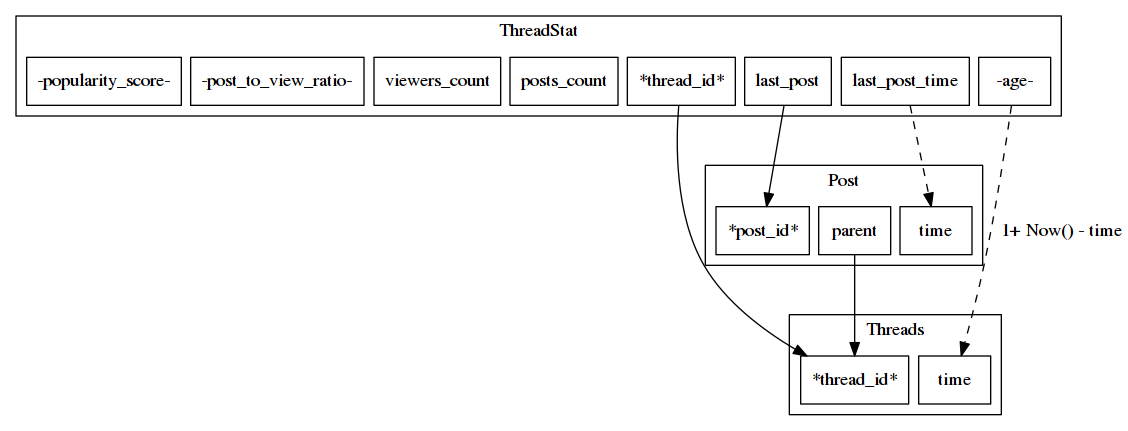 ThreadStat
-popularity_score-
-post_to_view_ratio-
viewers_count
posts_count
*thread_id*
last_post
last_post_time
-age-
Post
*post_id*
parent
time
1+ Now() - time
Threads
*thread_id*
time